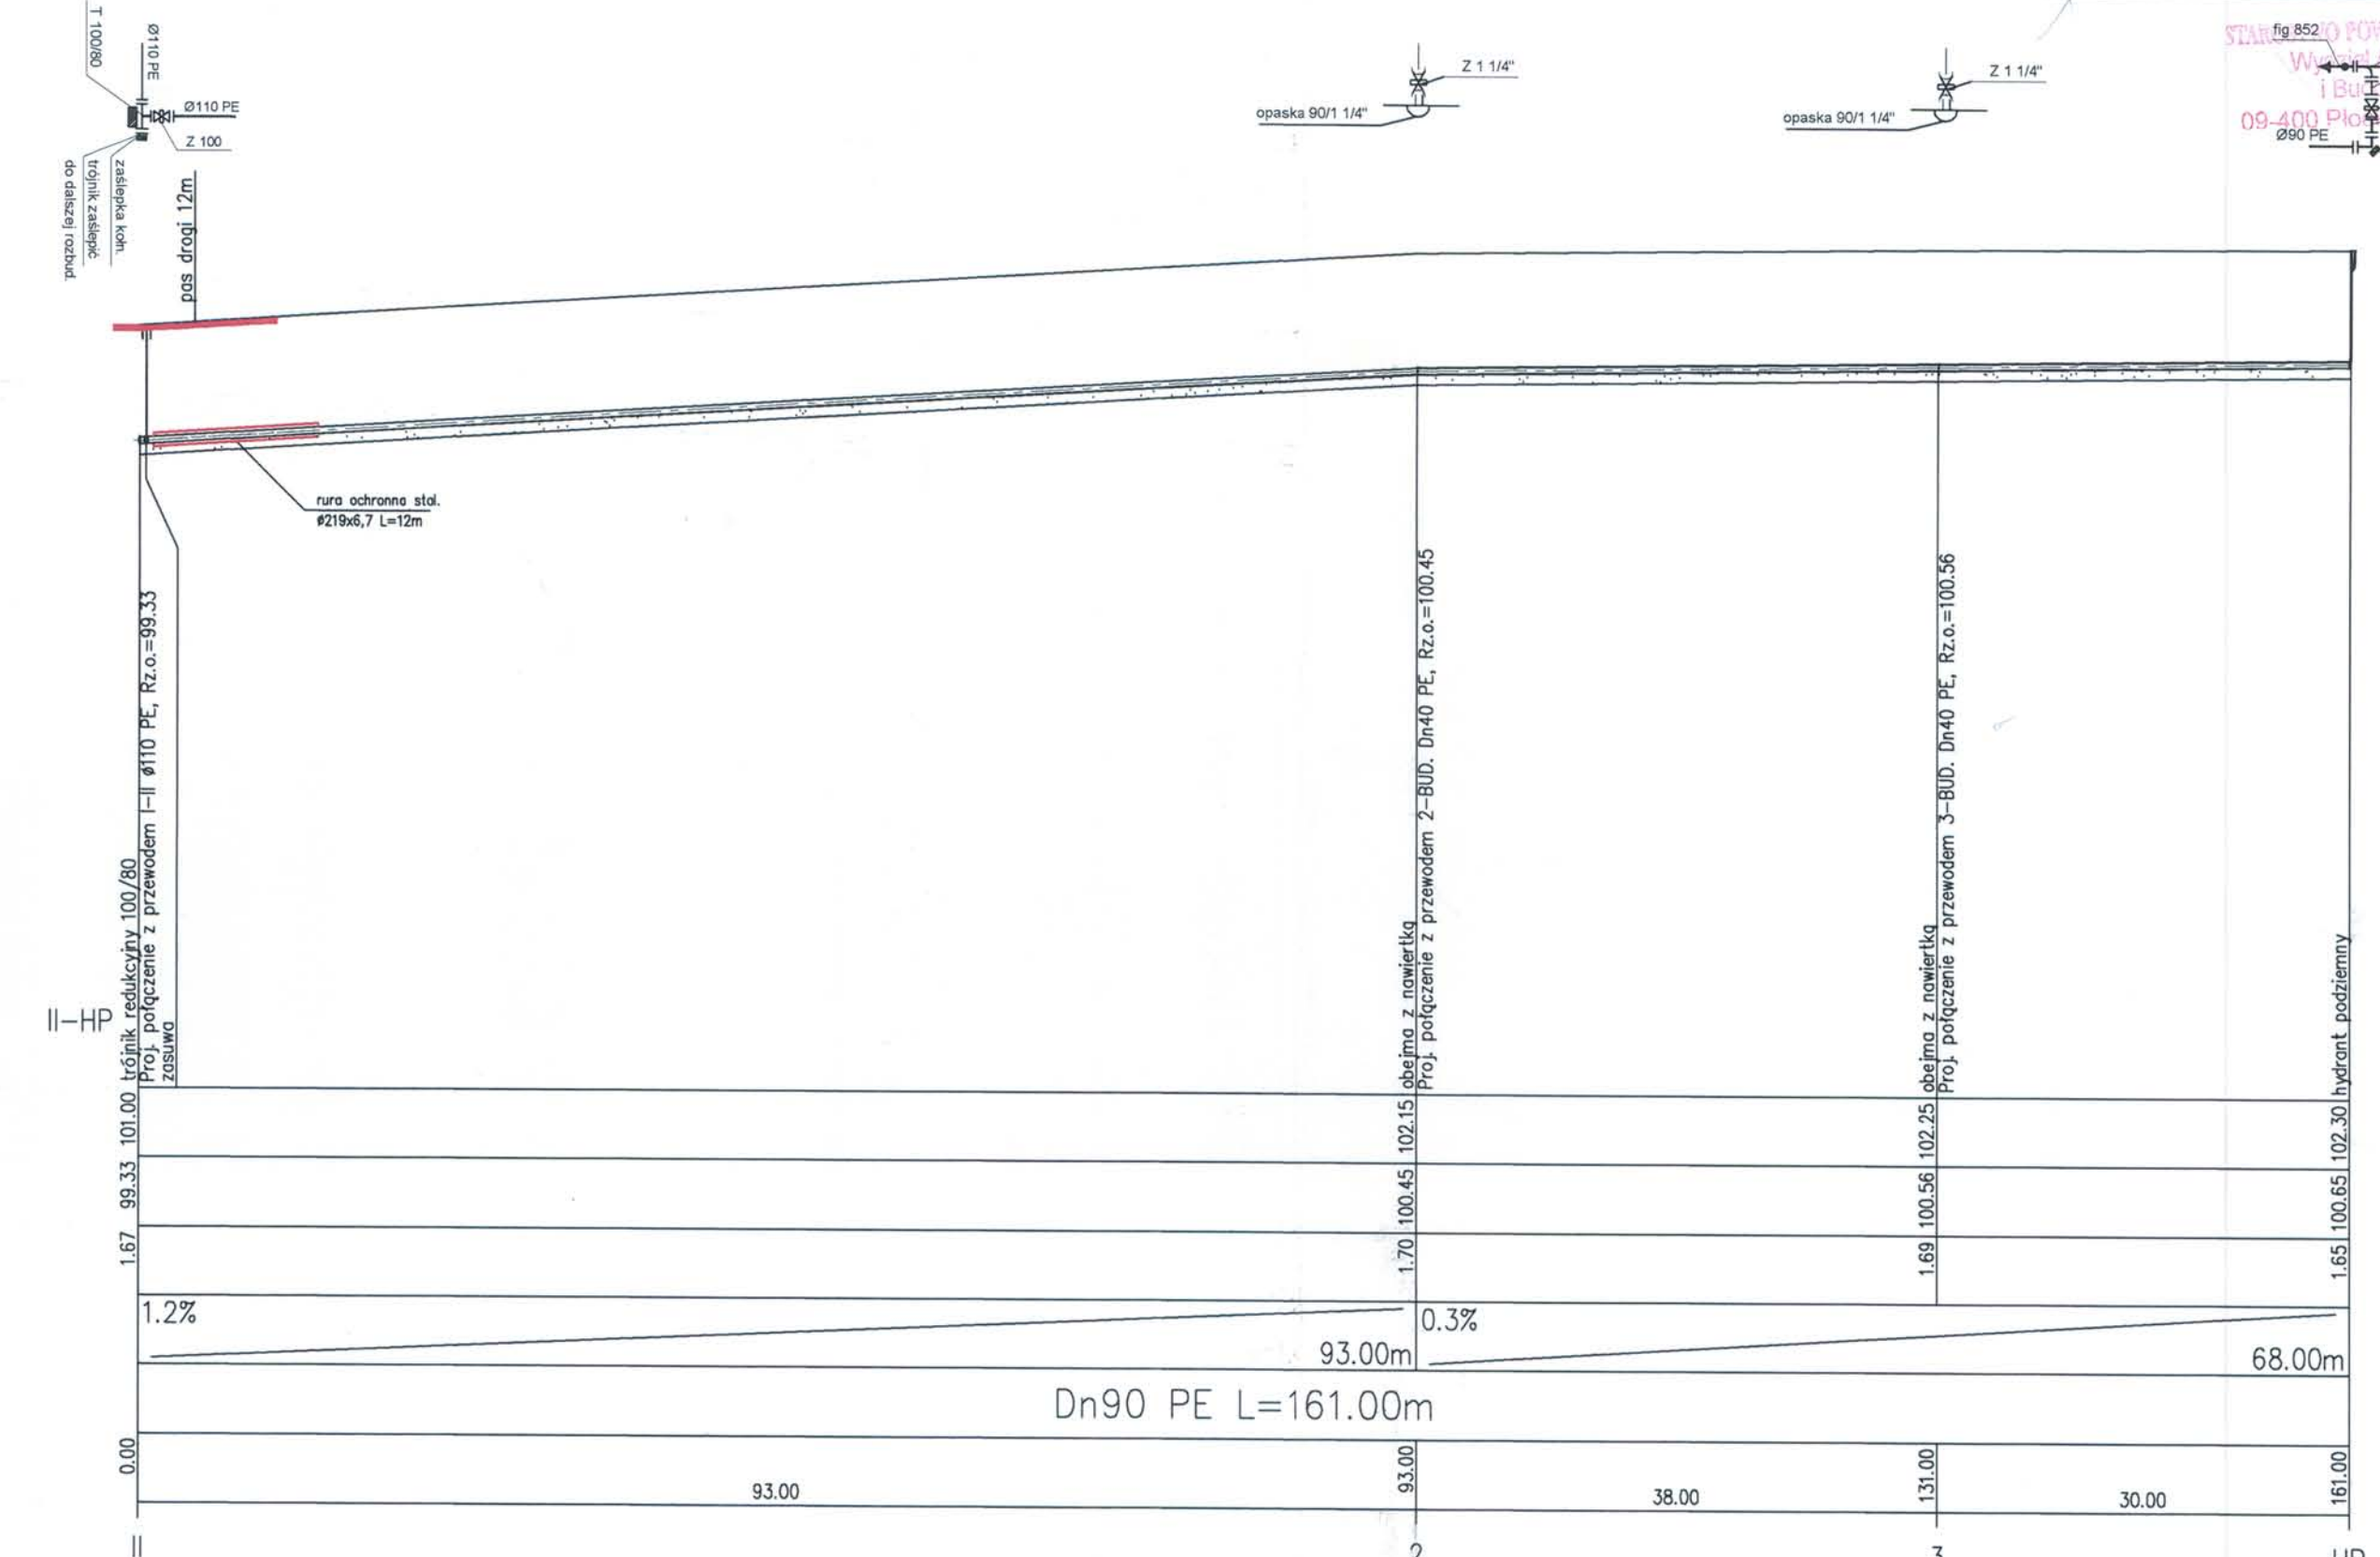 T 100/80
Ø110 PE
Ø110 PE
Z 100
zaślepka kołn.
trójnik zaślepić
do dalszej rozbud.
pas drogi 12m
opaska 90/1 1/4"
Z 1 1/4"
opaska 90/1 1/4"
Z 1 1/4"
fig 852
i Bud
09-400 Płoc
Ø90 PE
rura ochronna stal.
ø219x6,7 L=12m
II-HP
trójnik redukcyjny 100/80
Proj. połączenie z przewodem I-II ø110 PE, Rz.o.=99.33
zasuwa
obejma z nawiertką
Proj. połączenie z przewodem 2-BUD. Dn40 PE, Rz.o.=100.45
obejma z nawiertką
Proj. połączenie z przewodem 3-BUD. Dn40 PE, Rz.o.=100.56
hydrant podziemny
101.00 102.15 102.25 102.30
99.33 100.45 100.56 100.65
1.67 1.70 1.69 1.65
1.2% 93.00m 0.3% 68.00m
Dn90 PE L=161.00m
0.00 93.00 131.00 161.00
93.00 38.00 30.00
II 2 3 HP